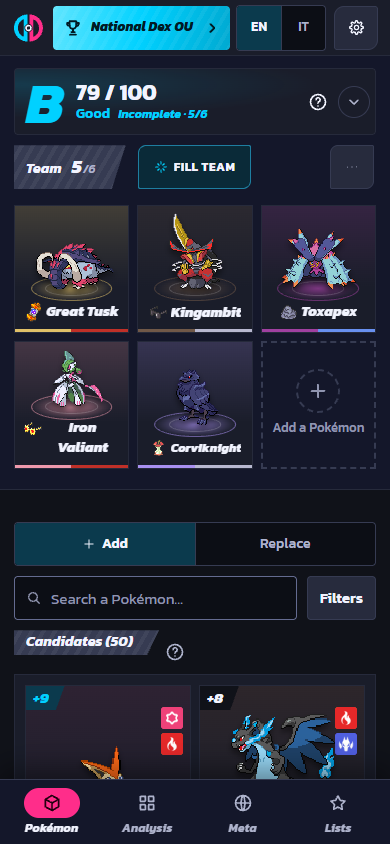 National Dex OU
EN
IT
B
79 / 100
Good Incomplete · 5/6
Team 5/6
FILL TEAM
...
Great Tusk
Kingambit
Toxapex
Iron
Valiant
Corviknight
Add a Pokémon
+ Add
Replace
Search a Pokémon...
Filters
Candidates (50)
+9
+8
Pokémon
Analysis
Meta
Lists